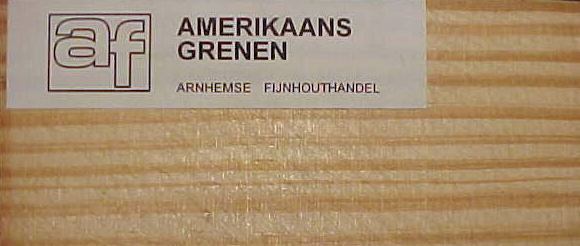 af
AMERIKAANS
GRENEN
ARNHEMSE FIJNHOUTHANDEL